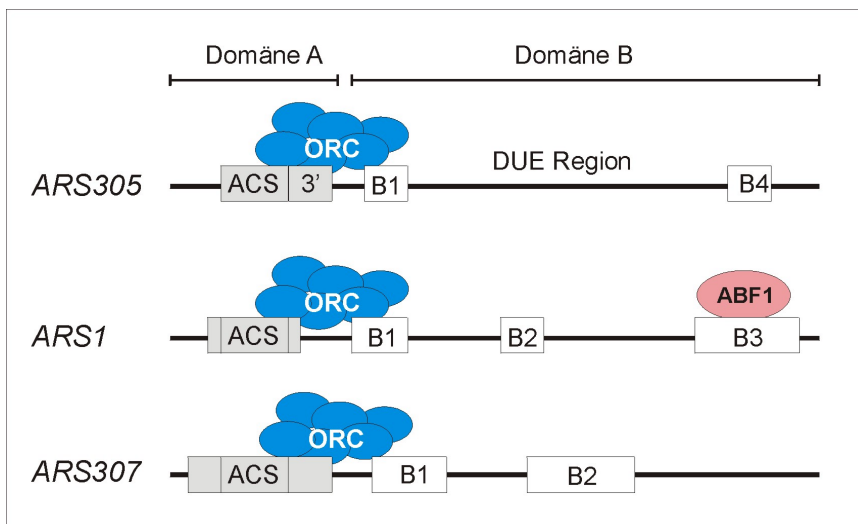 Domäne A Domäne B
ORC
DUE Region
ARS305 ACS 3' B1 B4
ORC ABF1
ARS1 ACS B1 B2 B3
ORC
ARS307 ACS B1 B2